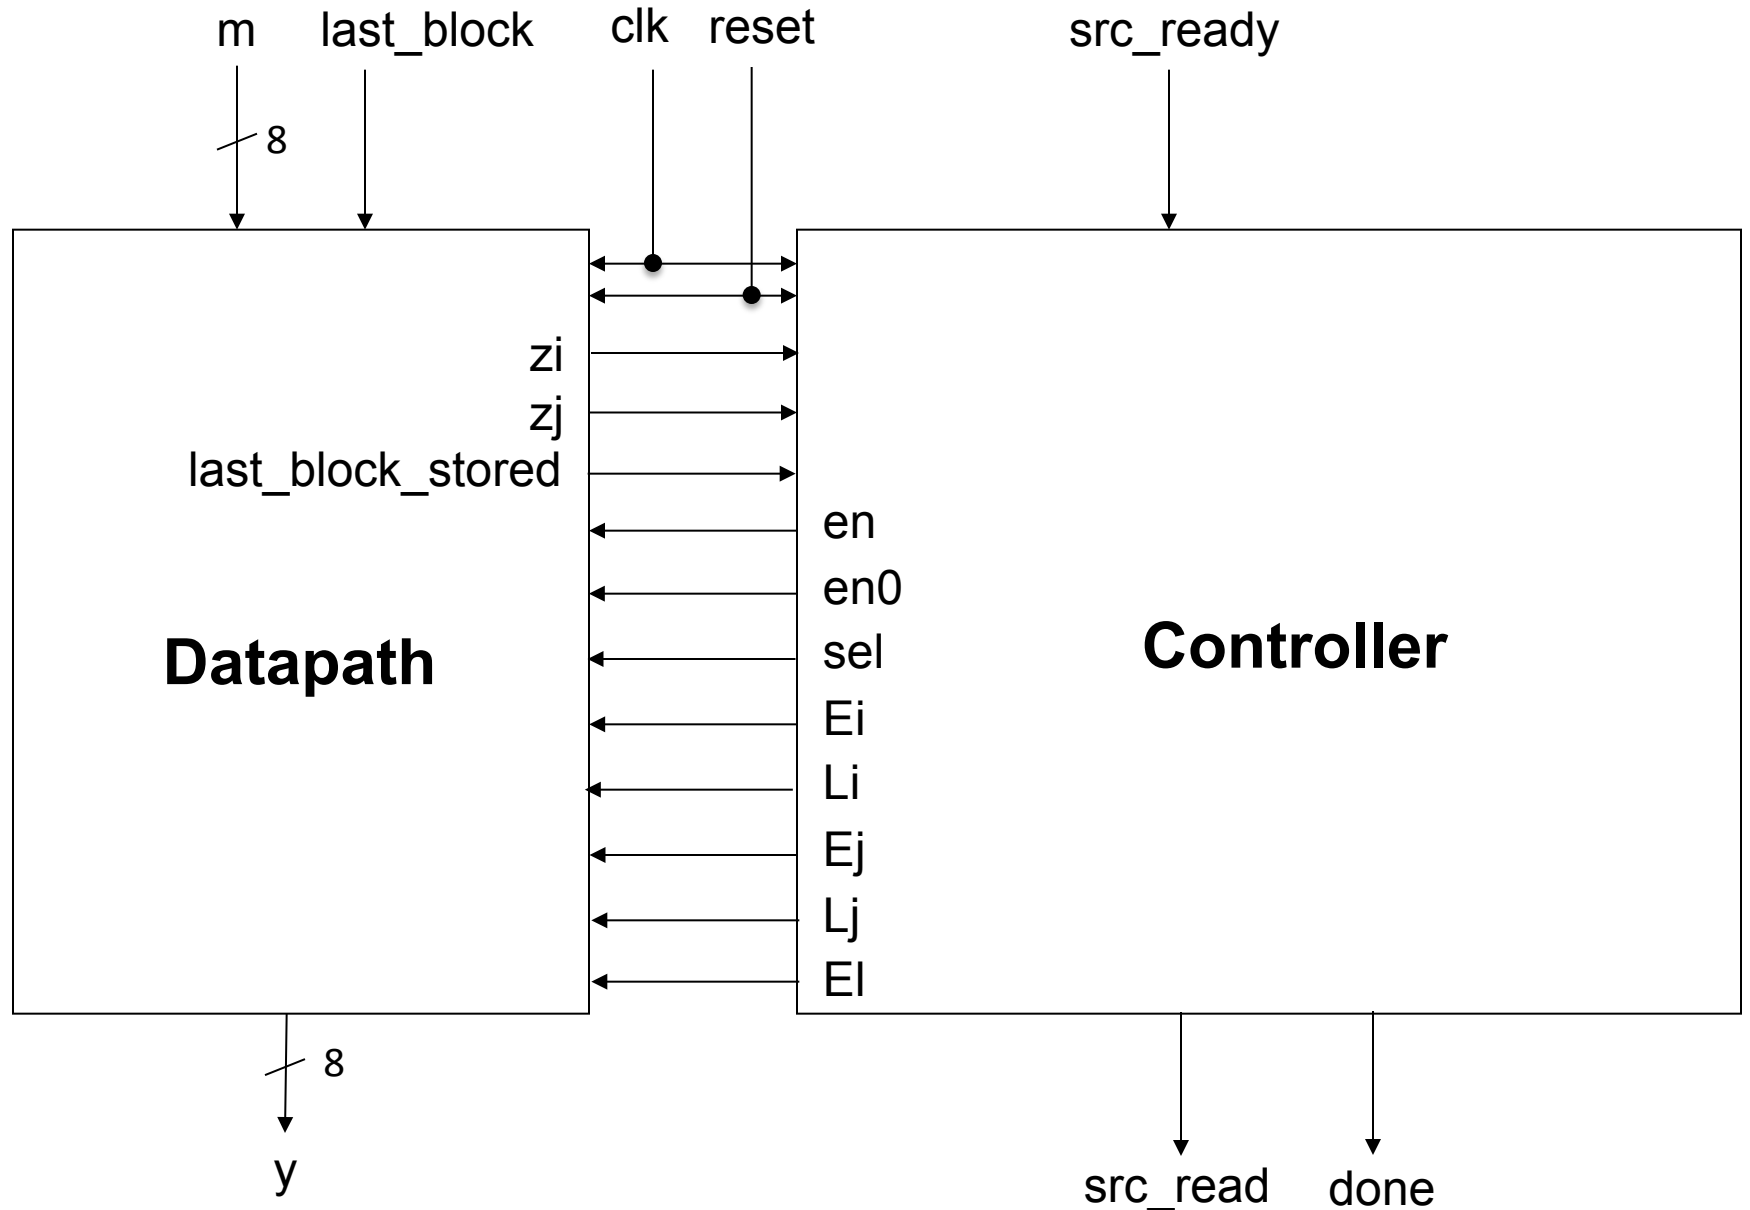 m last_block clk reset src_ready
8
zi
zj
last_block_stored
en
en0
sel
Datapath
Controller
Ei
Li
Ej
Lj
El
8
y
src_read done